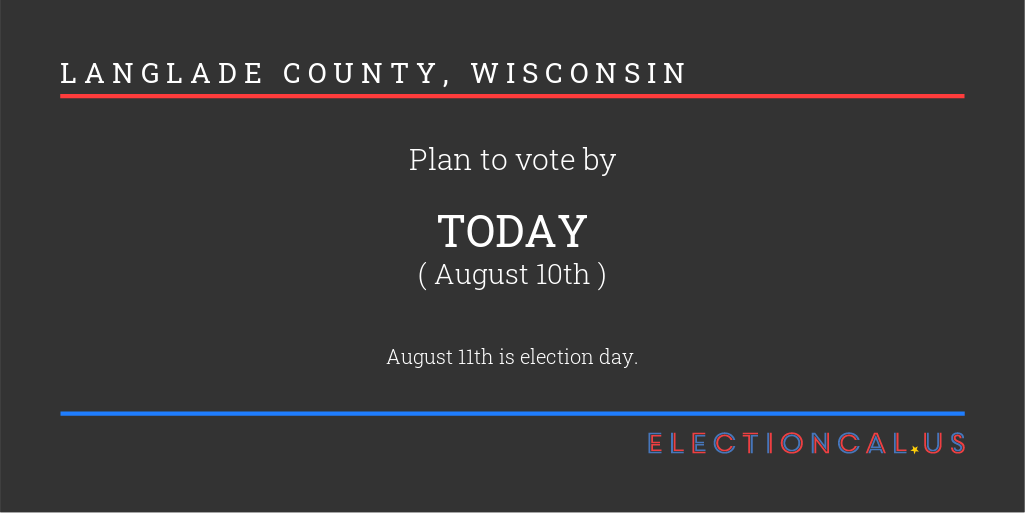 LANGLADE COUNTY, WISCONSIN
Plan to vote by
TODAY
( August 10th )
August 11th is election day.
ELECTIONCAL.US